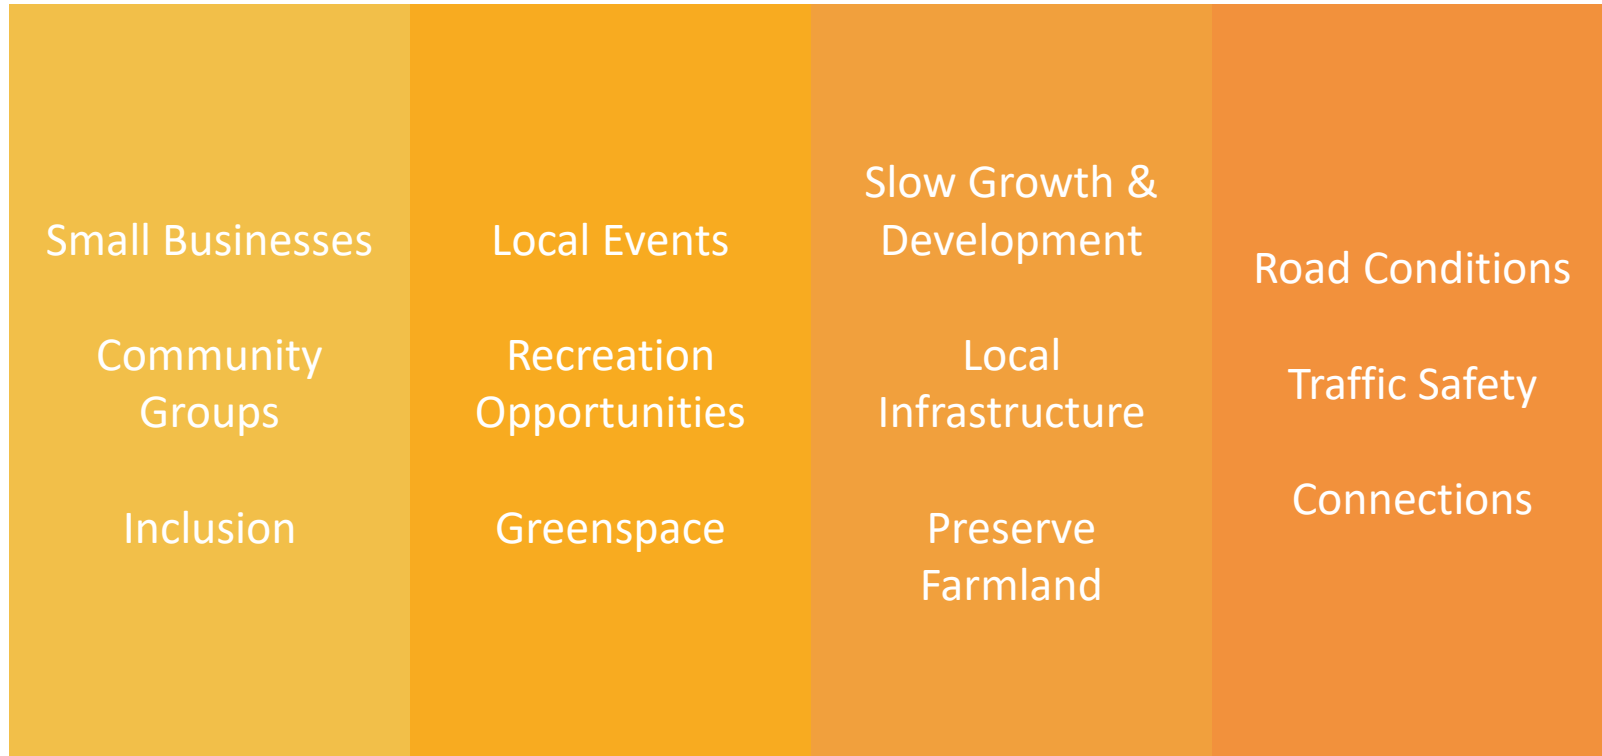 Small Businesses
Community
Groups
Inclusion
Local Events
Recreation
Opportunities
Greenspace
Slow Growth &
Development
Local
Infrastructure
Preserve
Farmland
Road Conditions
Traffic Safety
Connections